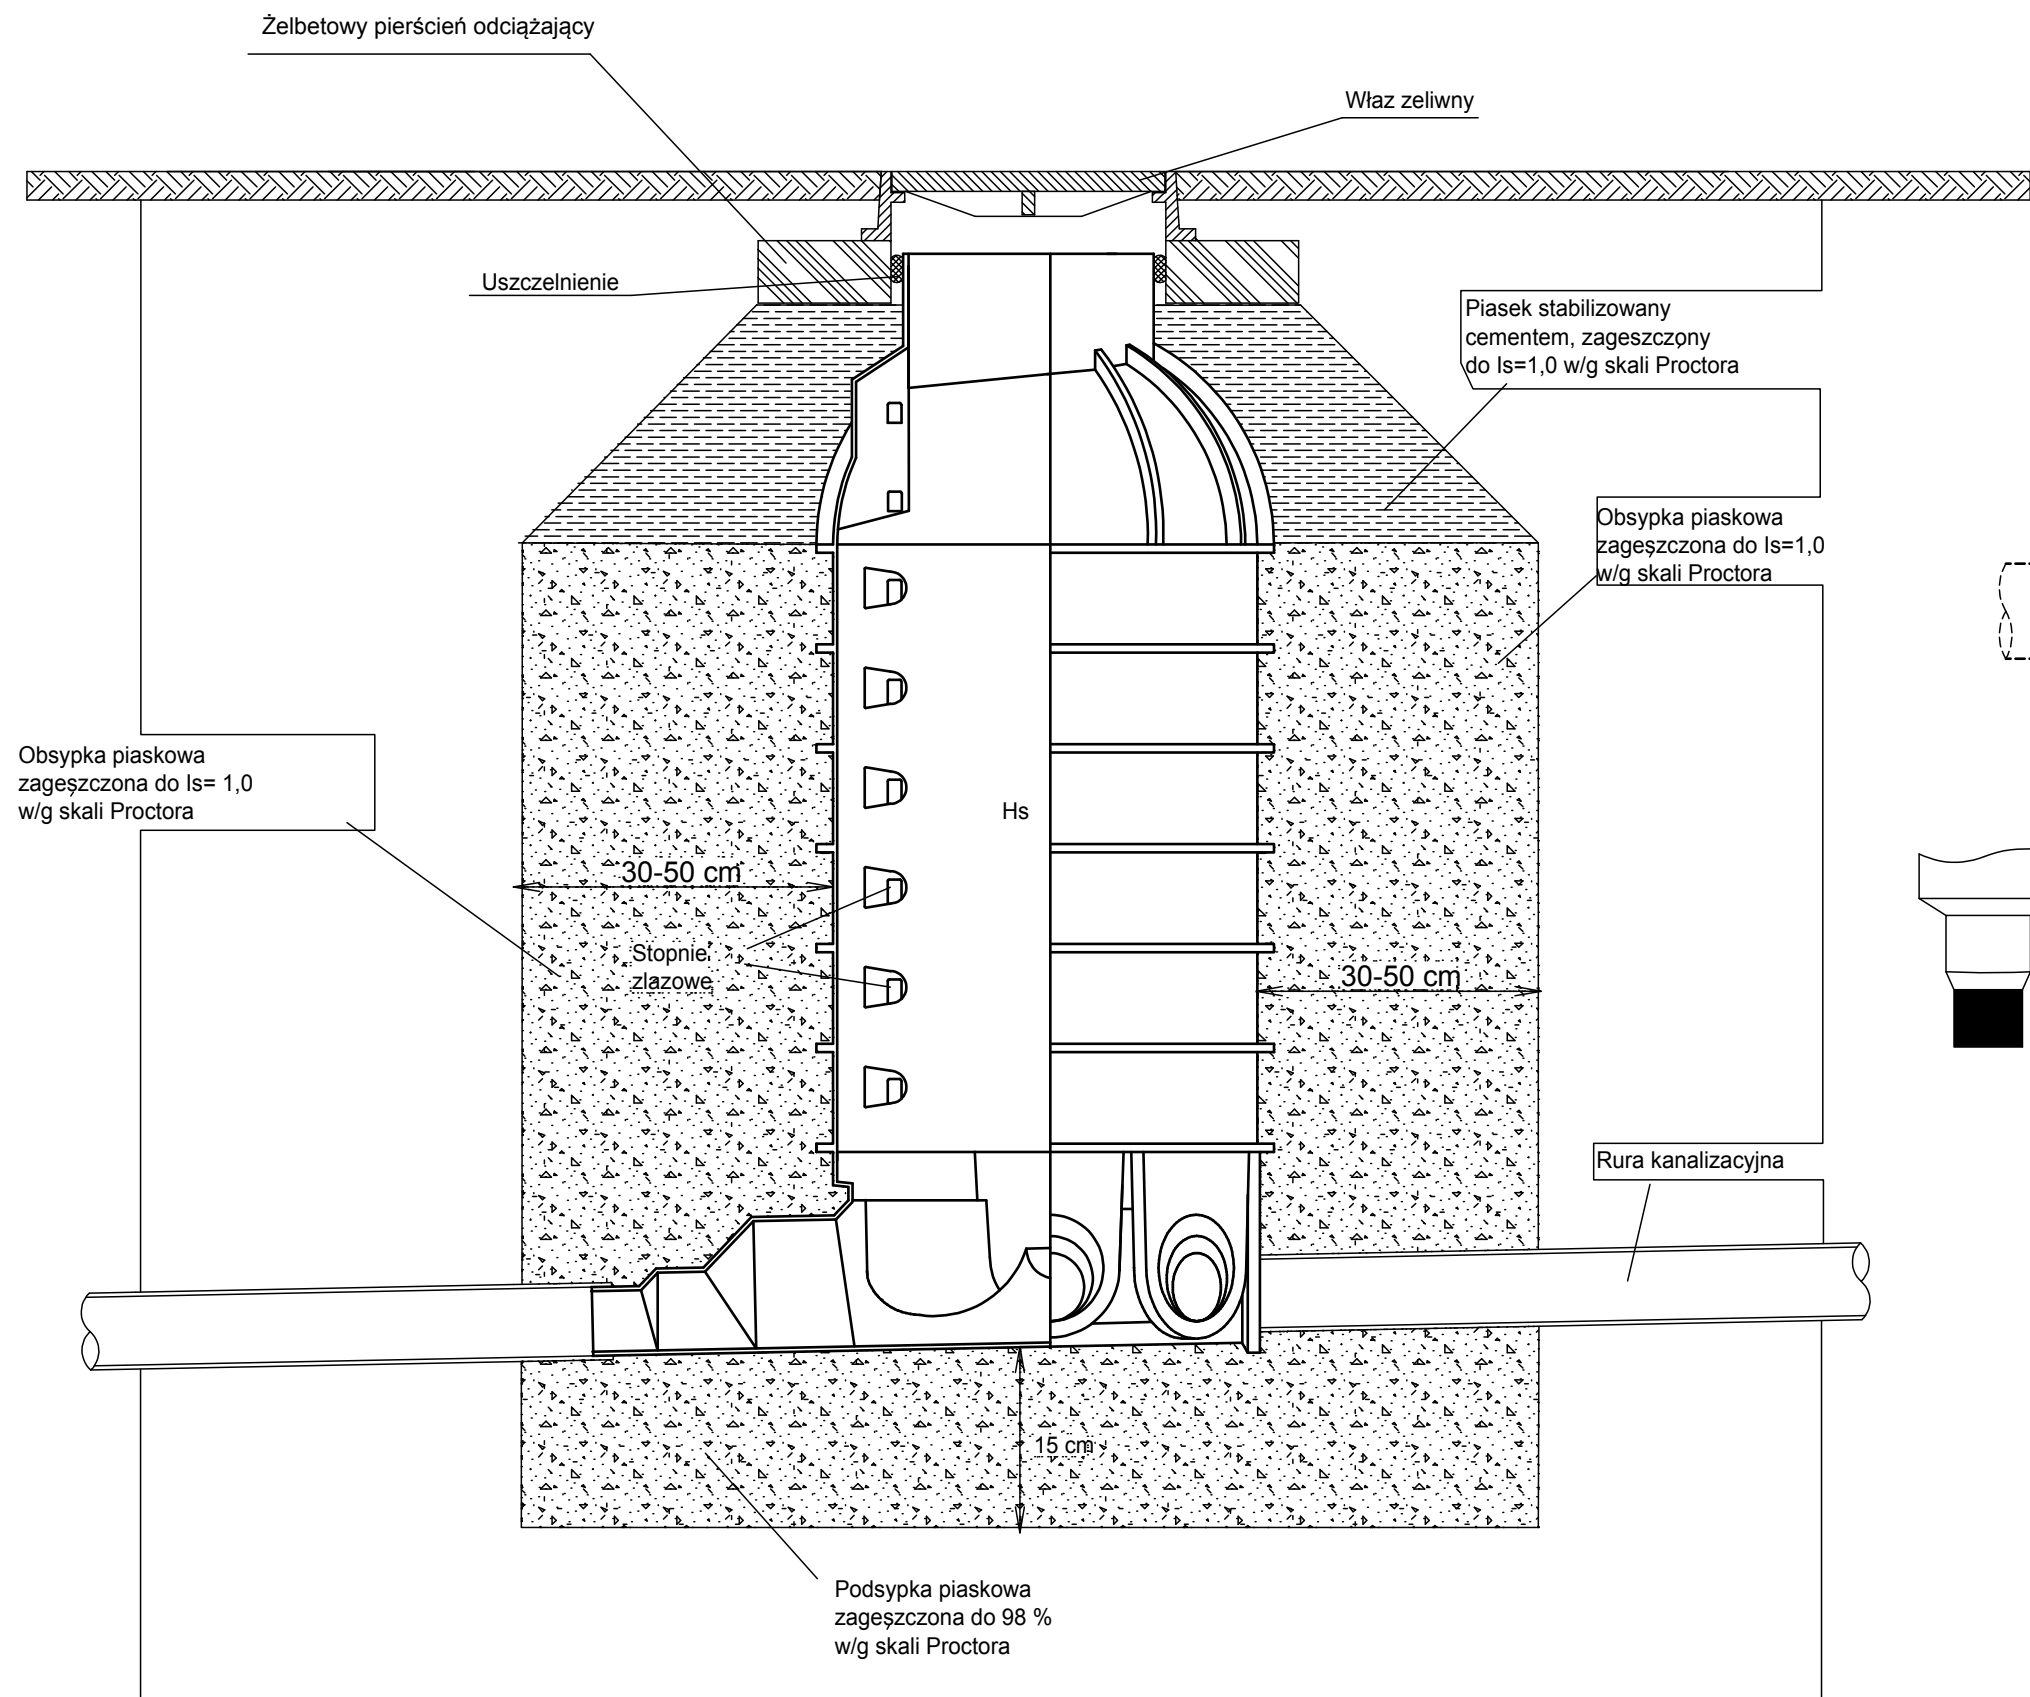 Żelbetowy pierścień odciążający
Właz zeliwny
Uszczelnienie
Piasek stabilizowany
cementem, zagęszczony
do Is=1,0 w/g skali Proctora
Obsypka piaskowa
zagęszczona do Is=1,0
w/g skali Proctora
Obsypka piaskowa
zagęszczona do Is= 1,0
w/g skali Proctora
Hs
30-50 cm
Stopnie
zlazowe
30-50 cm
Rura kanalizacyjna
15 cm
Podsypka piaskowa
zagęszczona do 98 %
w/g skali Proctora